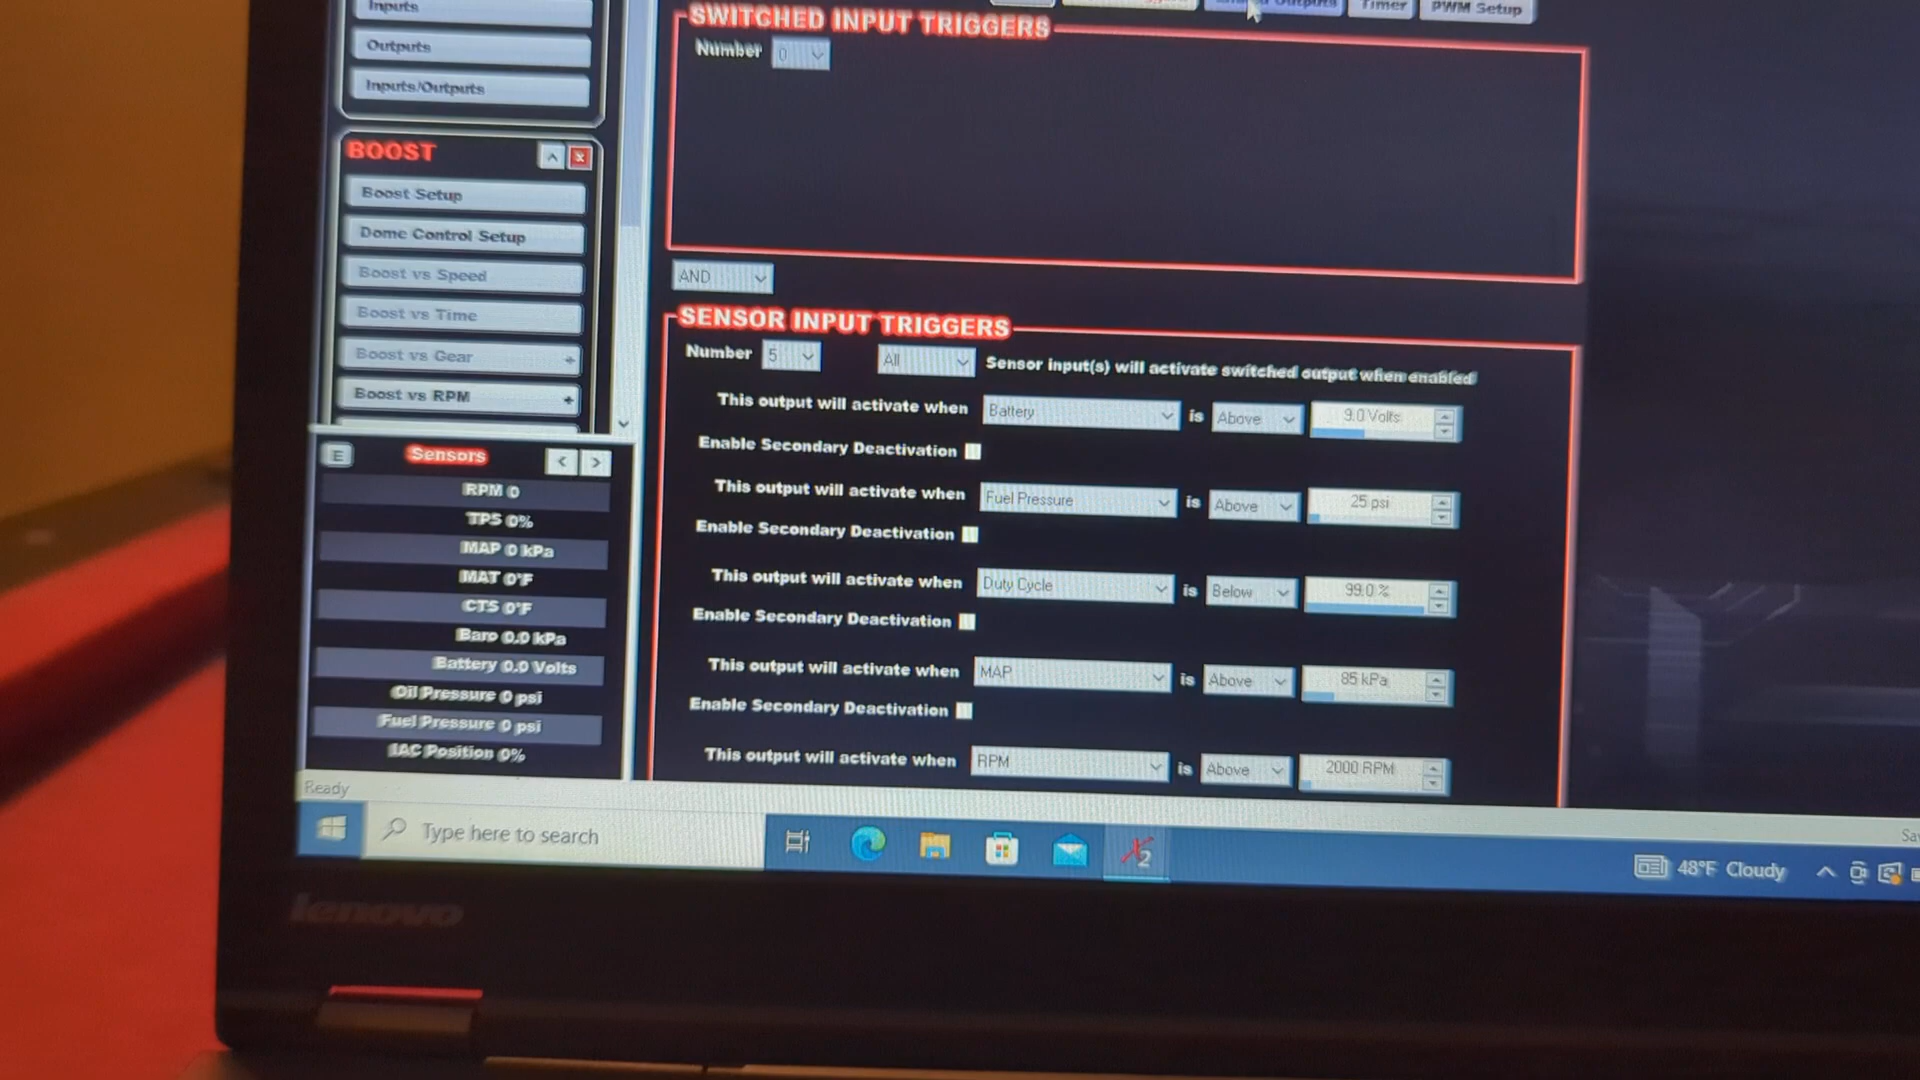 Inputs
Outputs
Inputs/Outputs
BOOST
Boost Setup
Dome Control Setup
Boost vs Speed
Boost vs Time
Boost vs Gear
Boost vs RPM
E
Sensors
RPM 0
TPS 0%
MAP 0 kPa
MAT 0°F
CTS 0°F
Baro 0.0 kPa
Battery 0.0 Volts
Oil Pressure 0 psi
Fuel Pressure 0 psi
IAC Position 0%
Outputs
Timer
PWM Setup
SWITCHED INPUT TRIGGERS
Number 0
AND
SENSOR INPUT TRIGGERS
Number 5 All Sensor input(s) will activate switched output when enabled
This output will activate when Battery is Above 9.0 Volts
Enable Secondary Deactivation
This output will activate when Fuel Pressure is Above 25 psi
Enable Secondary Deactivation
This output will activate when Duty Cycle is Below 99.0 %
Enable Secondary Deactivation
This output will activate when MAP is Above 85 kPa
Enable Secondary Deactivation
This output will activate when RPM is Above 2000 RPM
Ready
Type here to search
48°F Cloudy
lenovo